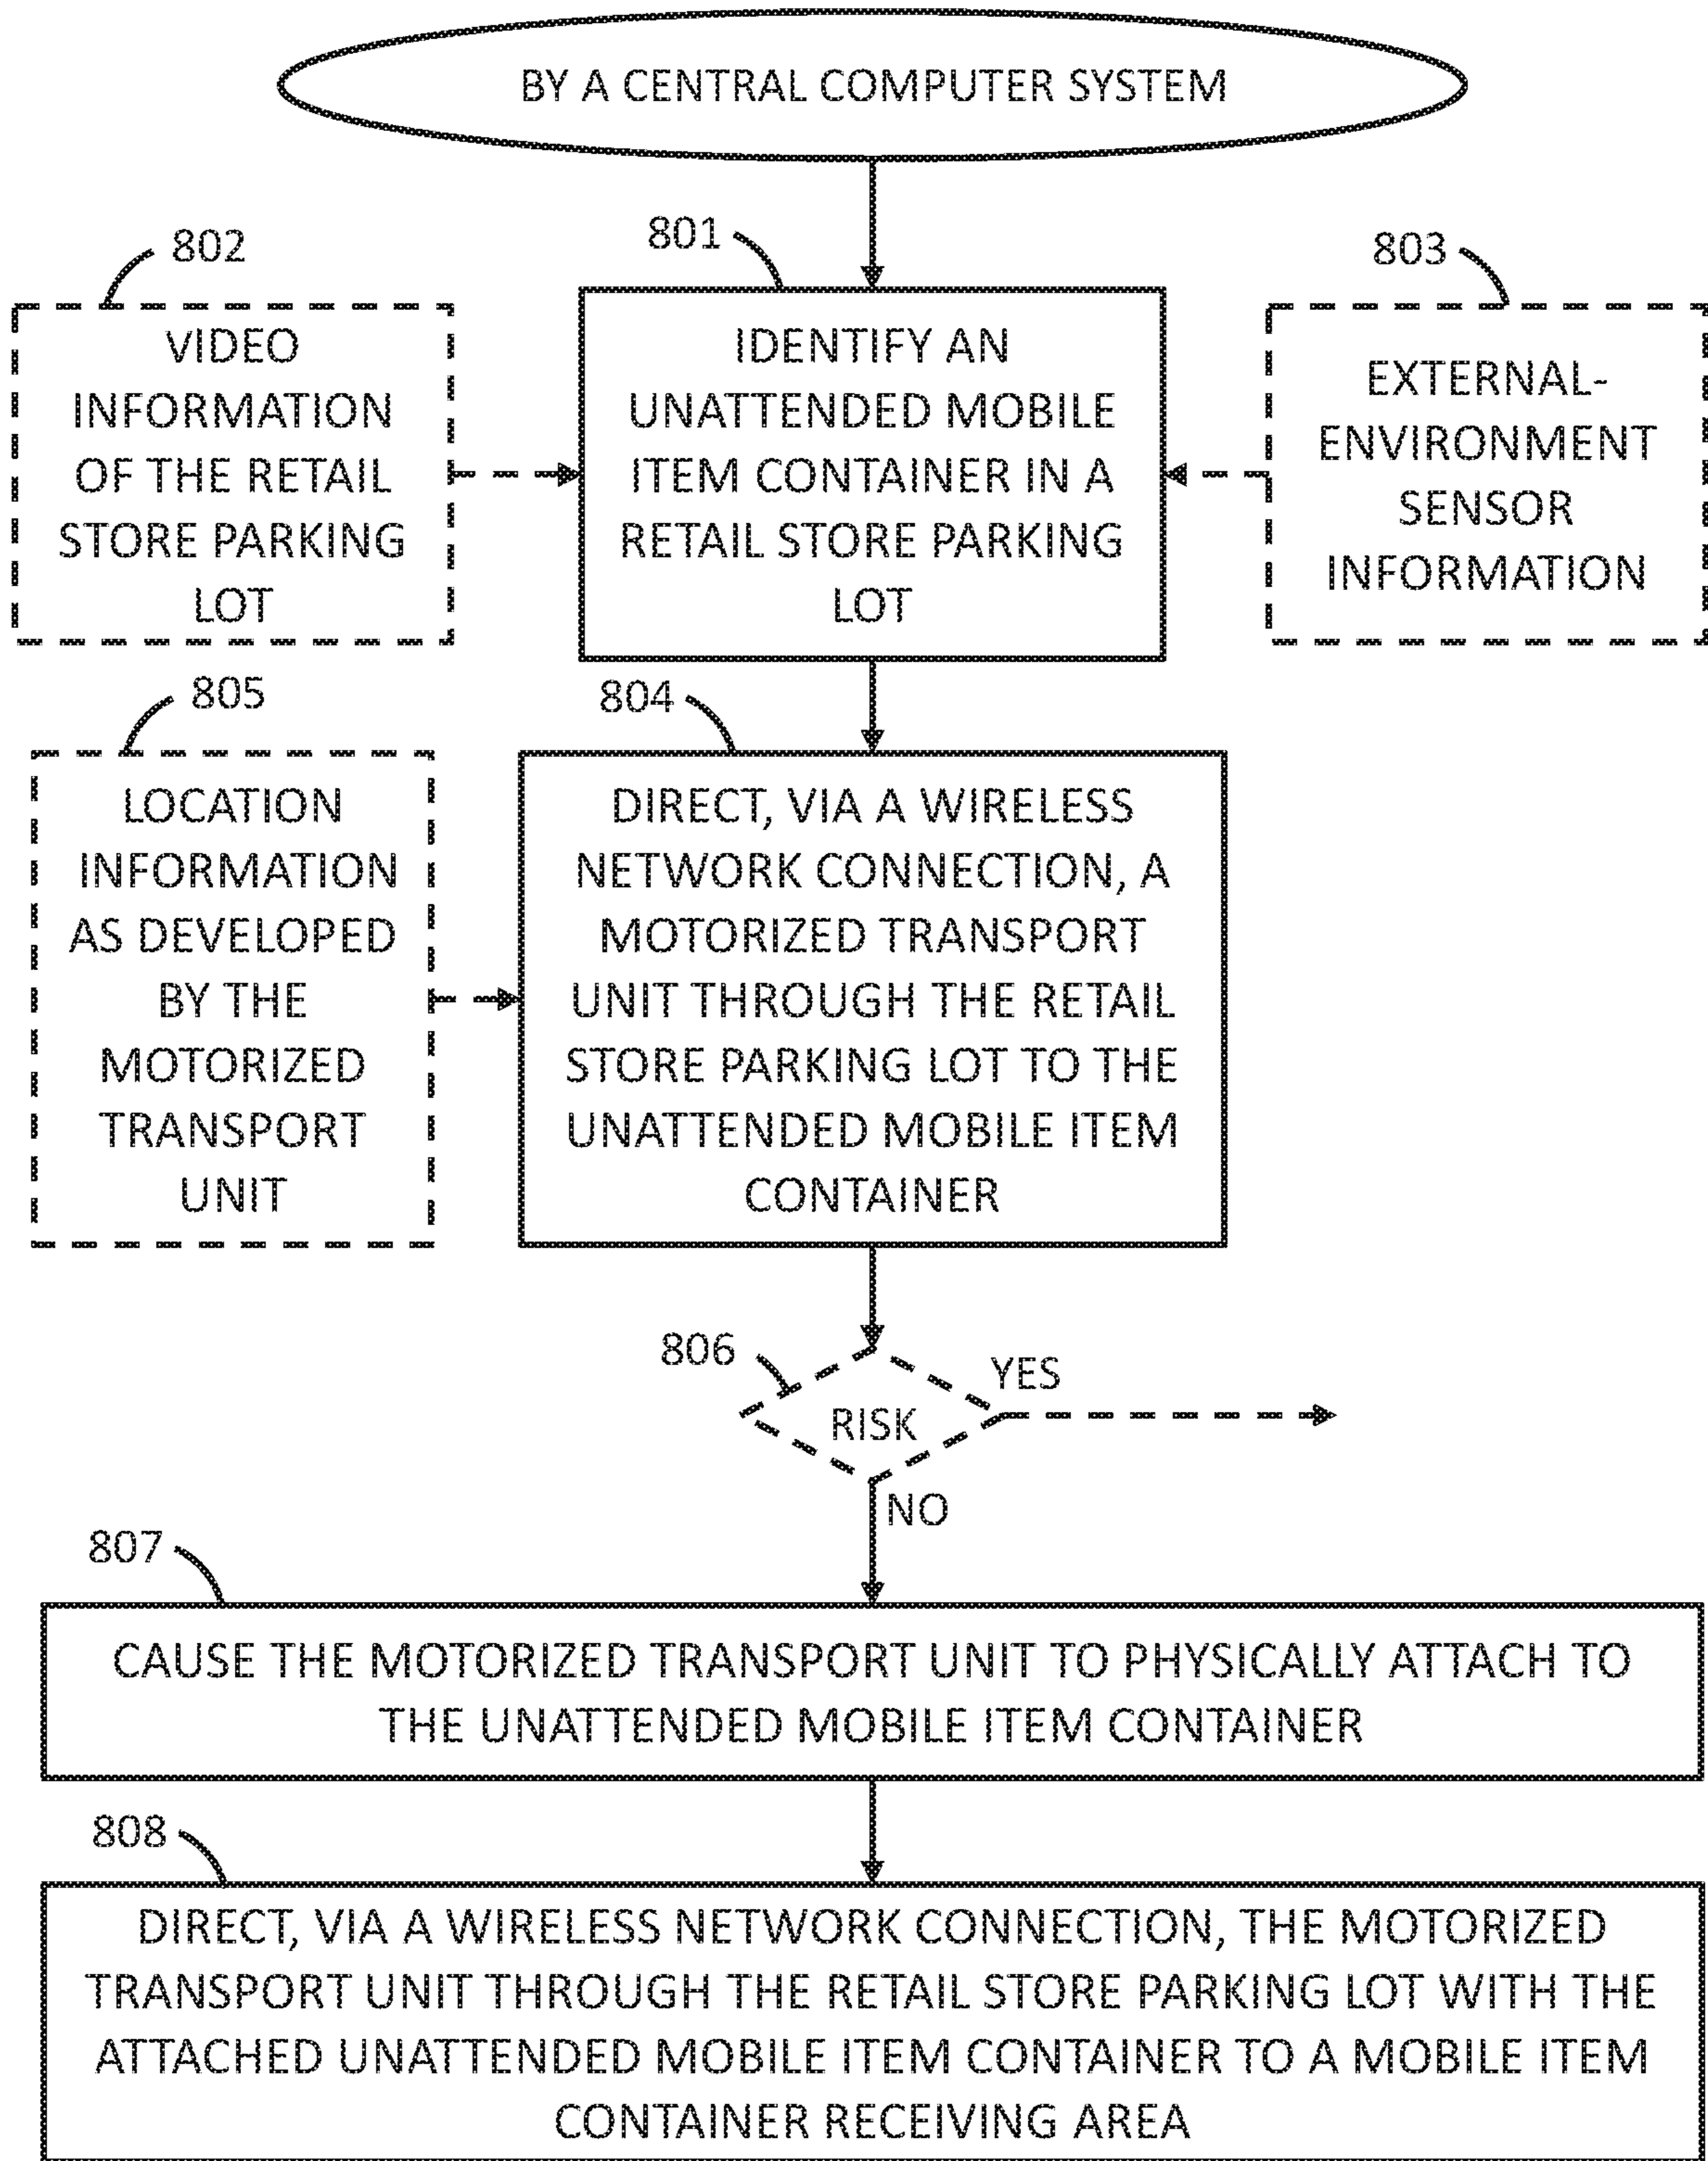 BY A CENTRAL COMPUTER SYSTEM
802
VIDEO
INFORMATION
OF THE RETAIL
STORE PARKING
LOT
801
IDENTIFY AN
UNATTENDED MOBILE
ITEM CONTAINER IN A
RETAIL STORE PARKING
LOT
803
EXTERNAL-
ENVIRONMENT
SENSOR
INFORMATION
805
LOCATION
INFORMATION
AS DEVELOPED
BY THE
MOTORIZED
TRANSPORT
UNIT
804
DIRECT, VIA A WIRELESS
NETWORK CONNECTION, A
MOTORIZED TRANSPORT
UNIT THROUGH THE RETAIL
STORE PARKING LOT TO THE
UNATTENDED MOBILE ITEM
CONTAINER
806
RISK
YES
NO
807
CAUSE THE MOTORIZED TRANSPORT UNIT TO PHYSICALLY ATTACH TO
THE UNATTENDED MOBILE ITEM CONTAINER
808
DIRECT, VIA A WIRELESS NETWORK CONNECTION, THE MOTORIZED
TRANSPORT UNIT THROUGH THE RETAIL STORE PARKING LOT WITH THE
ATTACHED UNATTENDED MOBILE ITEM CONTAINER TO A MOBILE ITEM
CONTAINER RECEIVING AREA